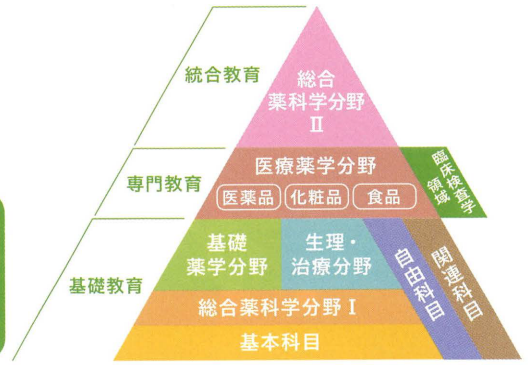 統合教育
総合
薬科学分野
Ⅱ
専門教育
医療薬学分野
医薬品 化粧品 食品
臨床検査学
領域
基礎教育
基礎
薬学分野
生理・
治療分野
自由科目
関連科目
総合薬科学分野Ⅰ
基本科目